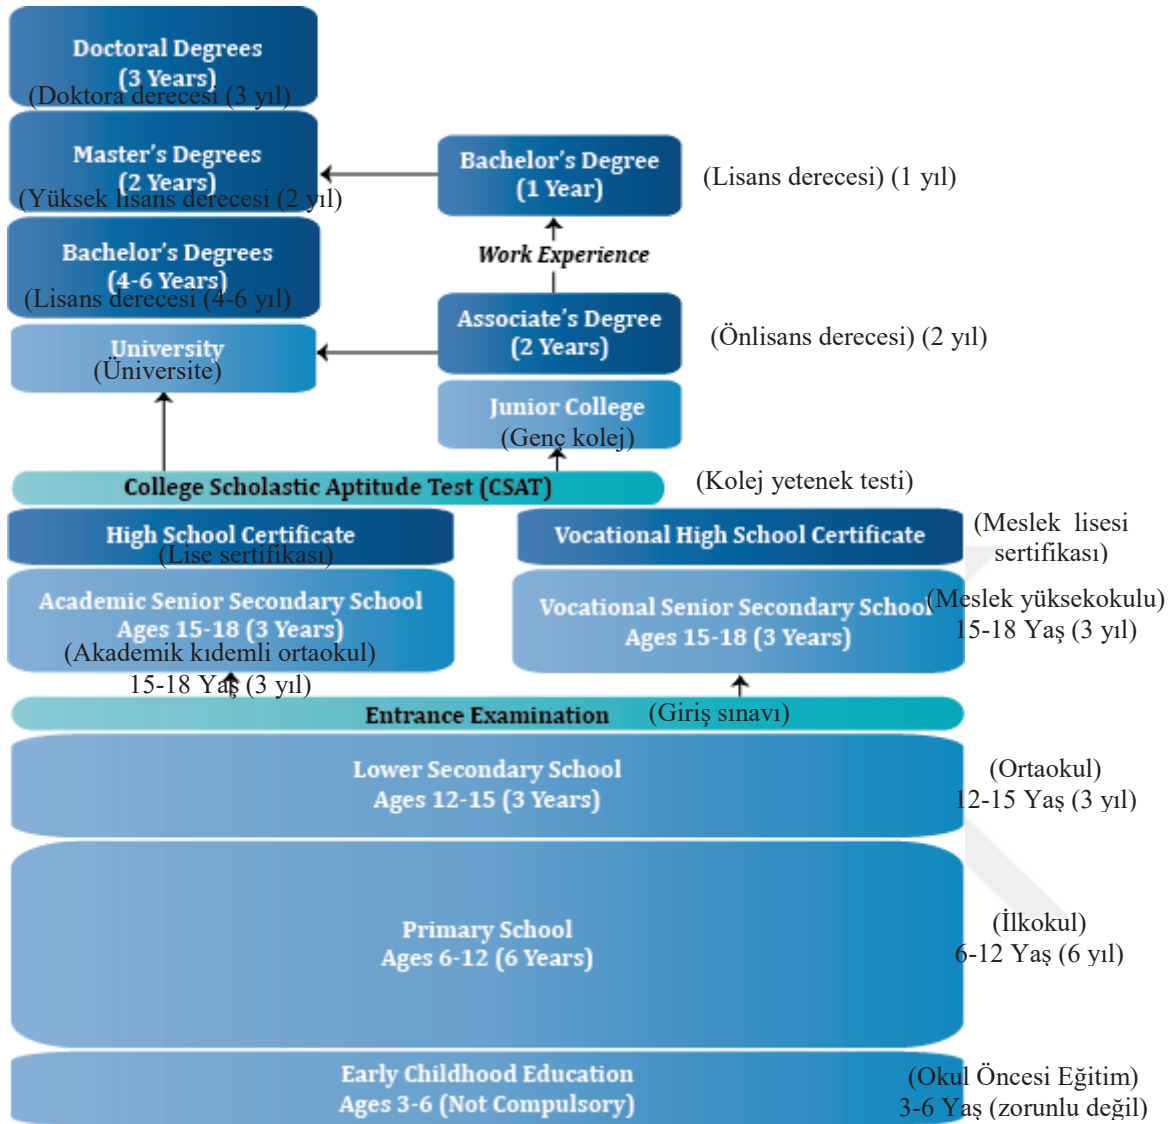 Doctoral Degrees
(3 Years)
(Doktora derecesi (3 yıl)
Master's Degrees
(2 Years)
(Yüksek lisans derecesi (2 yıl)
Bachelor's Degree
(1 Year)
(Lisans derecesi) (1 yıl)
Work Experience
Bachelor's Degrees
(4-6 Years)
(Lisans derecesi (4-6 yıl)
Associate's Degree
(2 Years)
(Önlisans derecesi) (2 yıl)
University
(Üniversite)
Junior College
(Genç kolej)
College Scholastic Aptitude Test (CSAT)
(Kolej yetenek testi)
High School Certificate
(Lise sertifikası)
Vocational High School Certificate
(Meslek lisesi
sertifikası)
Academic Senior Secondary School
Ages 15-18 (3 Years)
(Akademik kıdemli ortaokul)
15-18 Yaş (3 yıl)
Vocational Senior Secondary School
Ages 15-18 (3 Years)
(Meslek yüksekokulu)
15-18 Yaş (3 yıl)
Entrance Examination
(Giriş sınavı)
Lower Secondary School
Ages 12-15 (3 Years)
(Ortaokul)
12-15 Yaş (3 yıl)
Primary School
Ages 6-12 (6 Years)
(İlkokul)
6-12 Yaş (6 yıl)
Early Childhood Education
Ages 3-6 (Not Compulsory)
(Okul Öncesi Eğitim)
3-6 Yaş (zorunlu değil)